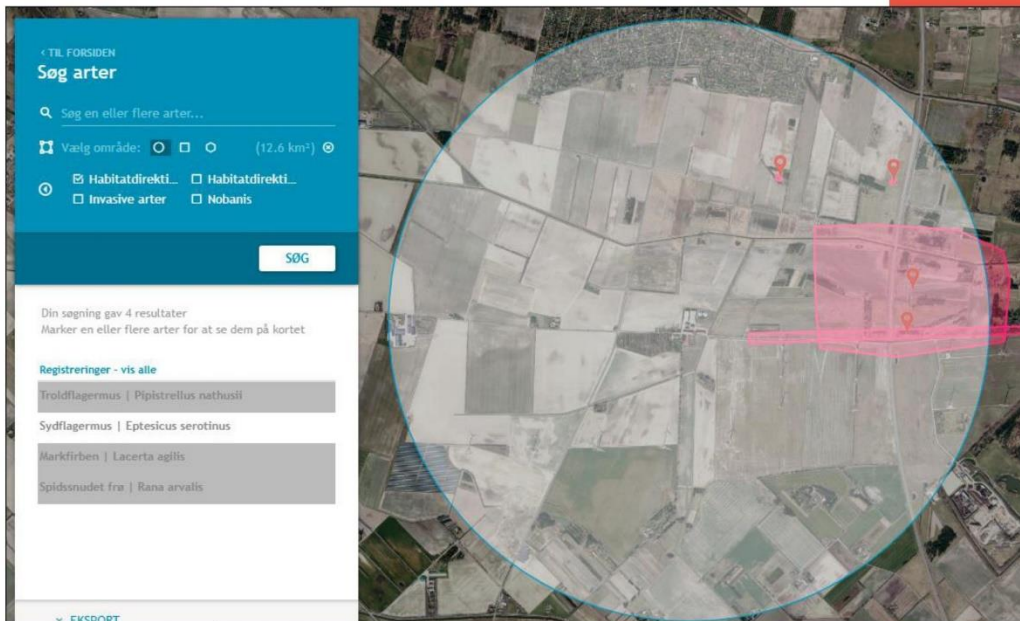 ‹ TIL FORSIDEN
Søg arter
Søg en eller flere arter...
Vælg område: (12.6 km²)
Habitatdirekti... Habitatdirekti...
Invasive arter Nobanis
SØG
Din søgning gav 4 resultater
Marker en eller flere arter for at se dem på kortet
Registreringer - vis alle
Troldflagermus | Pipistrellus nathusii
Sydflagermus | Eptesicus serotinus
Markfirben | Lacerta agilis
Spidssnudet frø | Rana arvalis
EKSPORT